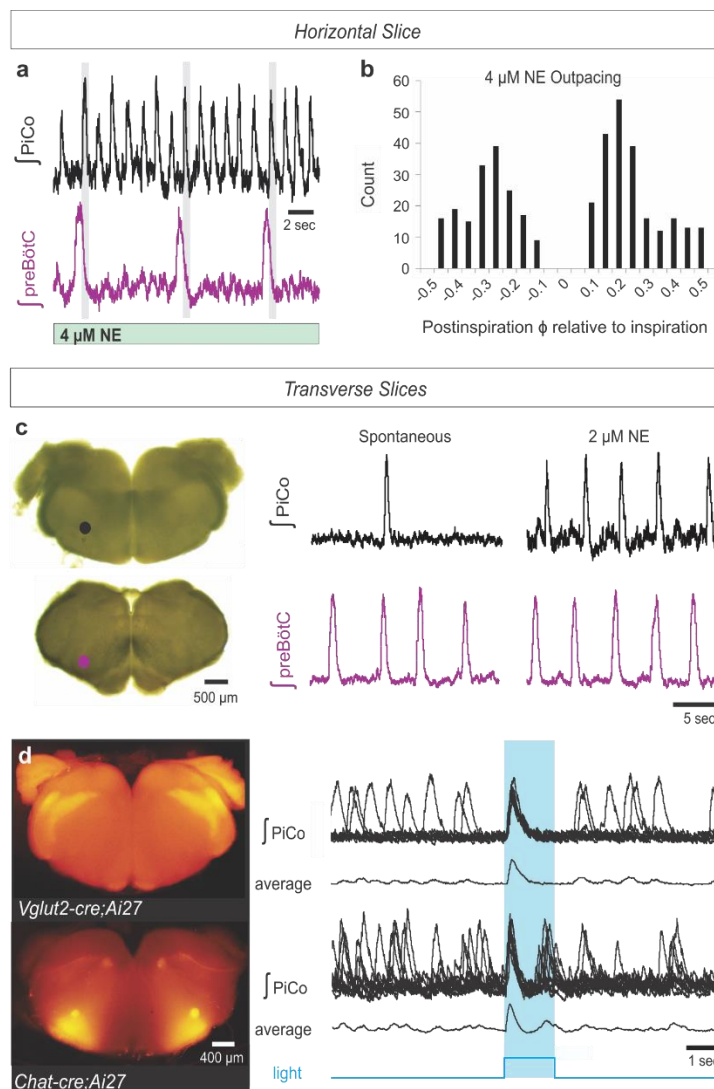 Horizontal Slice
a
∫PiCo
∫preBötC
2 sec
4 µM NE
b
4 µM NE Outpacing
Count
60
50
40
30
20
10
0
-0.5 -0.4 -0.3 -0.2 -0.1 0 0.1 0.2 0.3 0.4 0.5
Postinspiration ϕ relative to inspiration
Transverse Slices
c
500 µm
Spontaneous 2 µM NE
∫PiCo
∫preBötC
5 sec
d
Vglut2-cre;Ai27
Chat-cre;Ai27
400 µm
∫PiCo
average
∫PiCo
average
light
1 sec